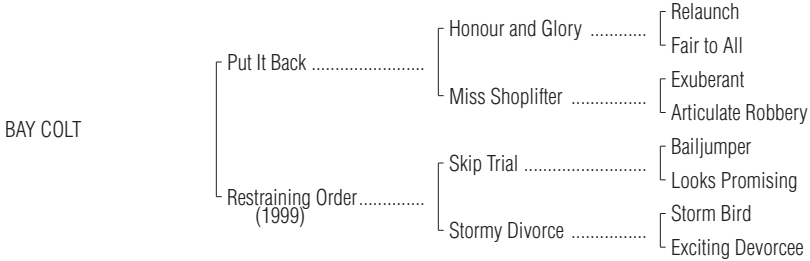 Relaunch
Honour and Glory ............
Fair to All
Put It Back ........................
Exuberant
Miss Shoplifter ................
Articulate Robbery
BAY COLT
Bailjumper
Skip Trial ..........................
Looks Promising
Restraining Order..............
(1999)
Storm Bird
Stormy Divorce ................
Exciting Devorcee